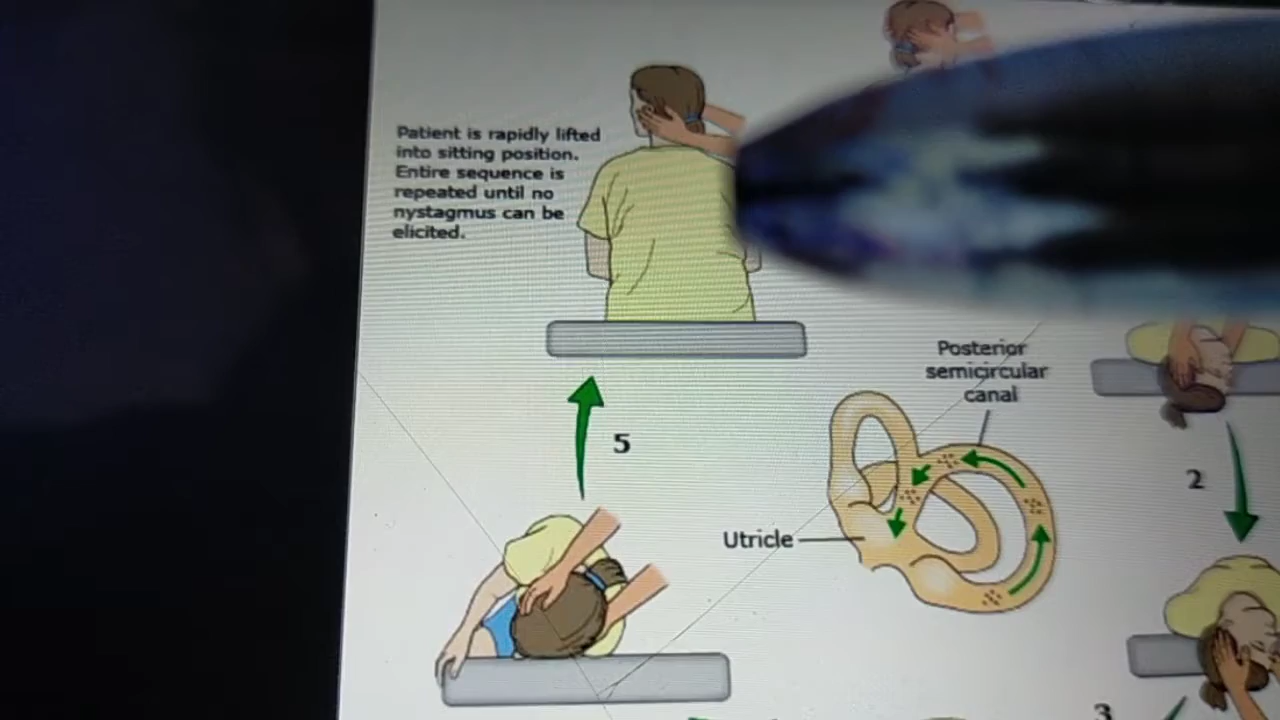 Patient is rapidly lifted
into sitting position.
Entire sequence is
repeated until no
nystagmus can be
elicited.
Posterior
semicircular
canal
5
2
Utricle
3